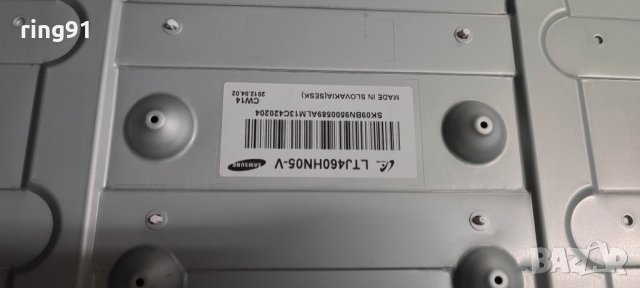 ring91
SAMSUNG
LTJ460HN05-V
SK09BN9500589ALM13C420204
MADE IN SLOVAKIA(SESK)
CW14
2012.04.02
BAZAR